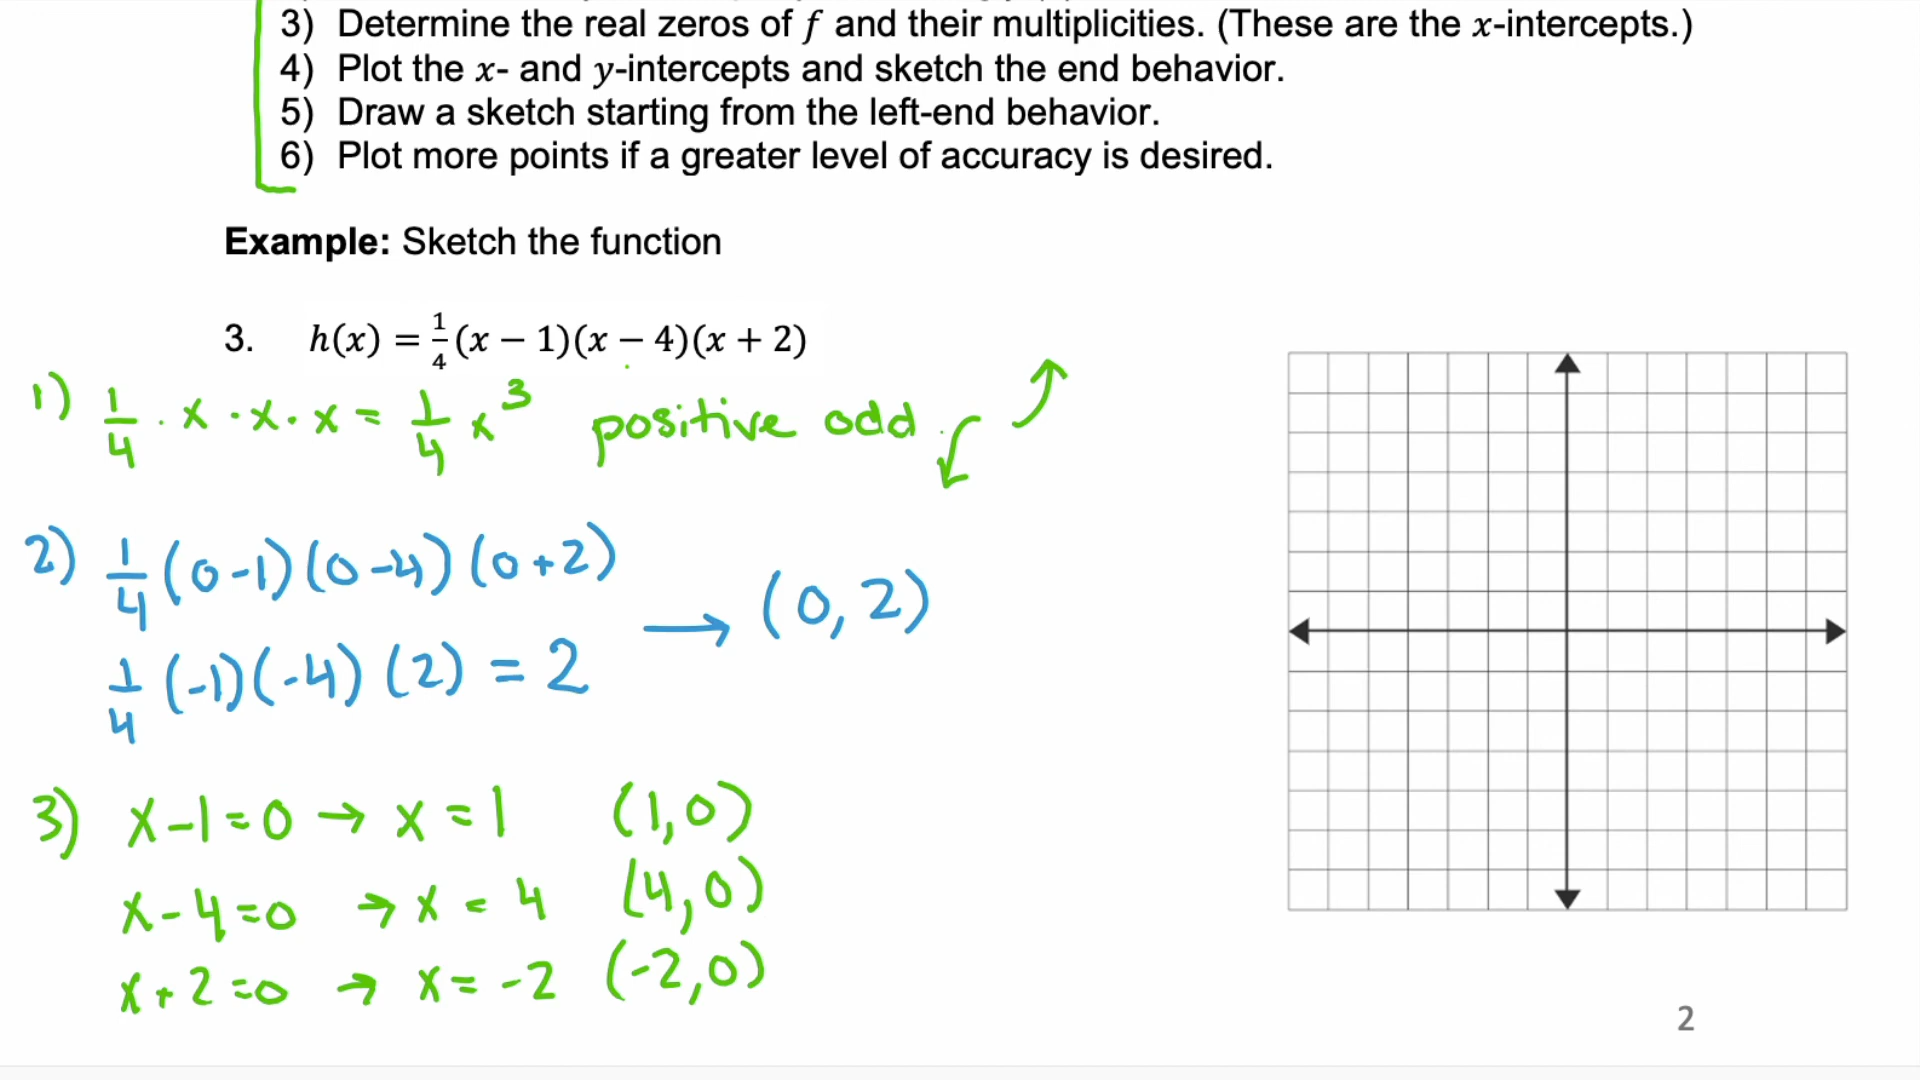 3) Determine the real zeros of f and their multiplicities. (These are the x-intercepts.)
4) Plot the x- and y-intercepts and sketch the end behavior.
5) Draw a sketch starting from the left-end behavior.
6) Plot more points if a greater level of accuracy is desired.
Example: Sketch the function
3. h(x) = 1/4 (x − 1)(x − 4)(x + 2)
1) 1/4 · x · x · x = 1/4 x³ positive odd
2) 1/4 (0-1)(0-4)(0+2)
→ (0,2)
1/4 (-1)(-4)(2) = 2
3) x-1=0 → x=1 (1,0)
x-4=0 → x=4 (4,0)
x+2=0 → x=-2 (-2,0)
2